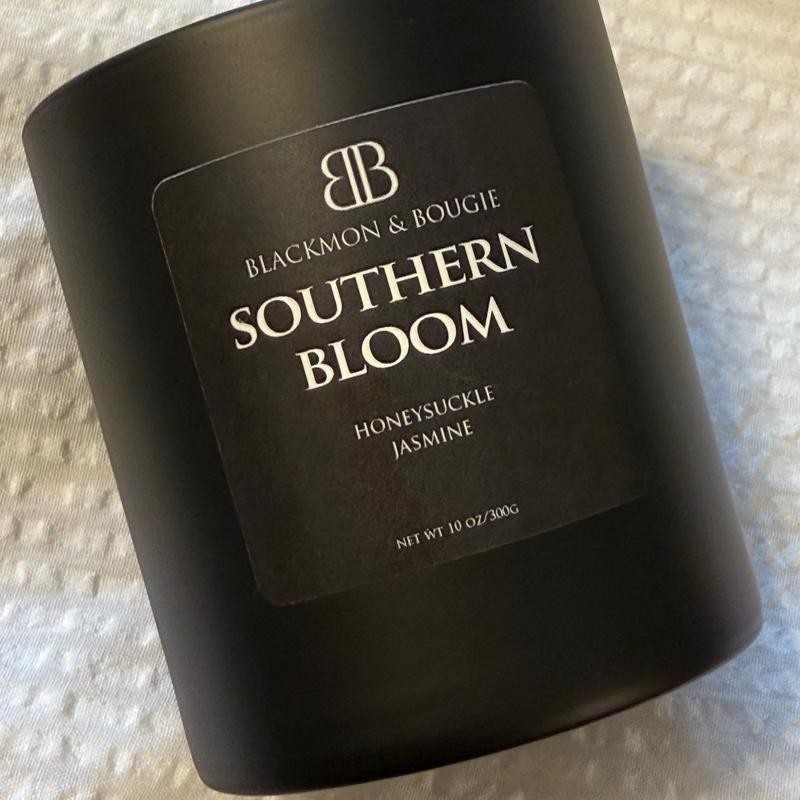 BB
BLACKMON & BOUGIE
SOUTHERN
BLOOM
HONEYSUCKLE
JASMINE
NET WT 10 OZ/300G